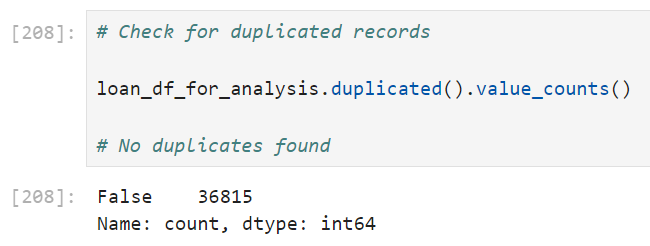 [208]: # Check for duplicated records
loan_df_for_analysis.duplicated().value_counts()
# No duplicates found
[208]: False    36815
Name: count, dtype: int64